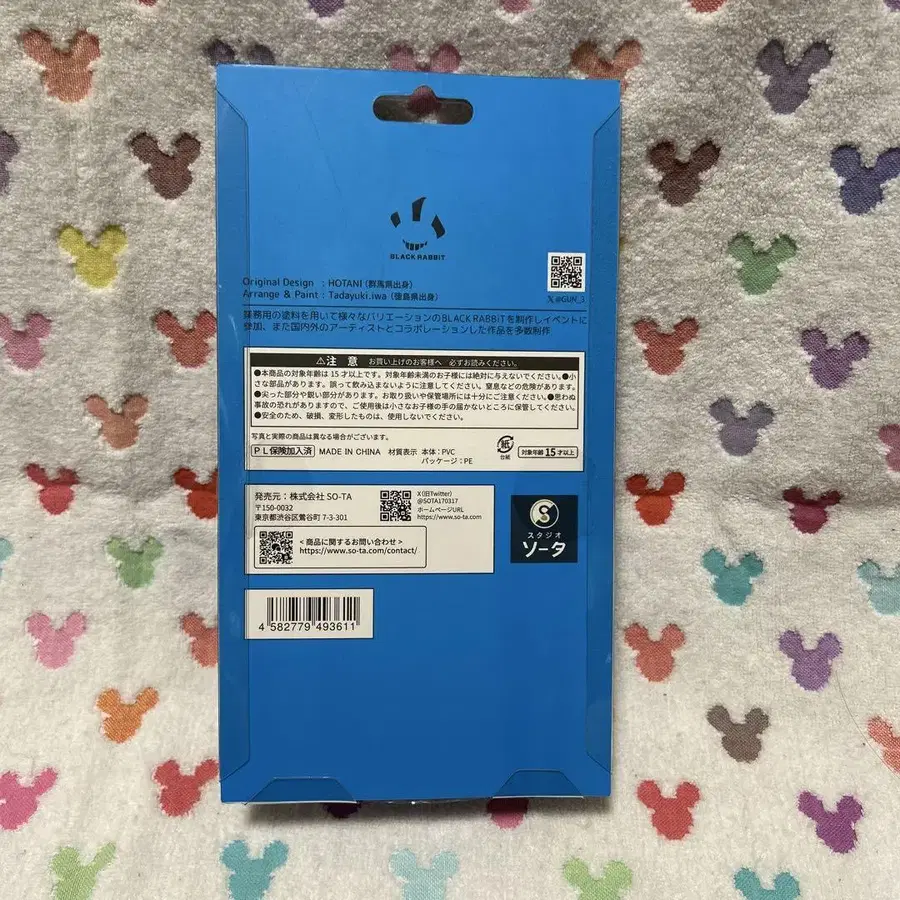 BLACK RABBiT
Original Design : HOTANI (群馬県出身)
Arrange & Paint : Tadayuki.iwa (徳島県出身)
X @GUN_3
業務用の塗料を用いて様々なバリエーションのBLACK RABBiTを制作しイベントに
参加、また国内外のアーティストとコラボレーションした作品を多数制作
⚠注 意 お買い上げのお客様へ 必ずお読みください。
●本商品の対象年齢は15才以上です。対象年齢未満のお子様には絶対に与えないでください。●小
さな部品があります。誤って飲み込まないように注意してください。窒息などの危険があります。
●尖った部分や鋭い部分があります。お取り扱いや保管場所には十分にご注意ください。●思わぬ
事故の恐れがありますので、ご使用後は小さなお子様の手の届かないところに保管してください。
●安全のため、破損、変形したものは、使用しないでください。
写真と実際の商品は異なる場合がございます。
PL保険加入済 MADE IN CHINA 材質表示 本体:PVC
パッケージ:PE
紙
台紙
対象年齢 15才以上
発売元:株式会社 SO-TA
〒150-0032
東京都渋谷区鶯谷町 7-3-301
X(旧Twitter)
@SOTA170317
ホームページURL
https://www.so-ta.com
<商品に関するお問い合わせ>
https://www.so-ta.com/contact/
スタジオ
ソータ
4 582779 493611